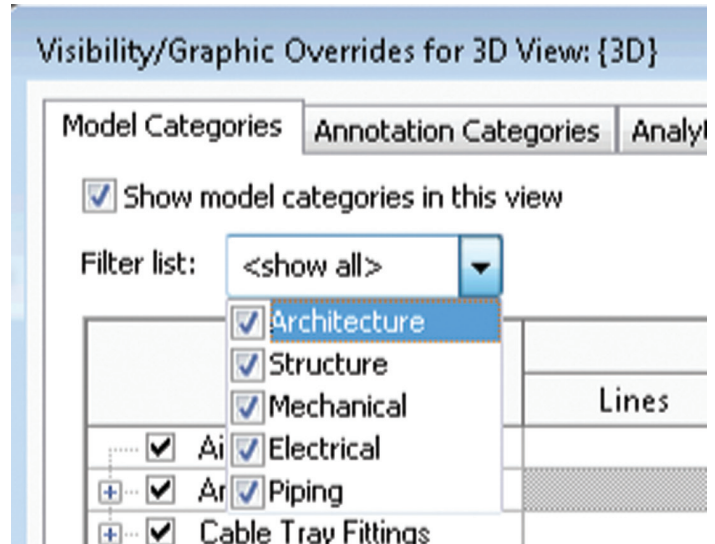 Visibility/Graphic Overrides for 3D View: {3D}
Model Categories
Annotation Categories
Show model categories in this view
Filter list:
<show all>
Architecture
Structure
Mechanical
Lines
Electrical
Piping
Cable Tray Fittings